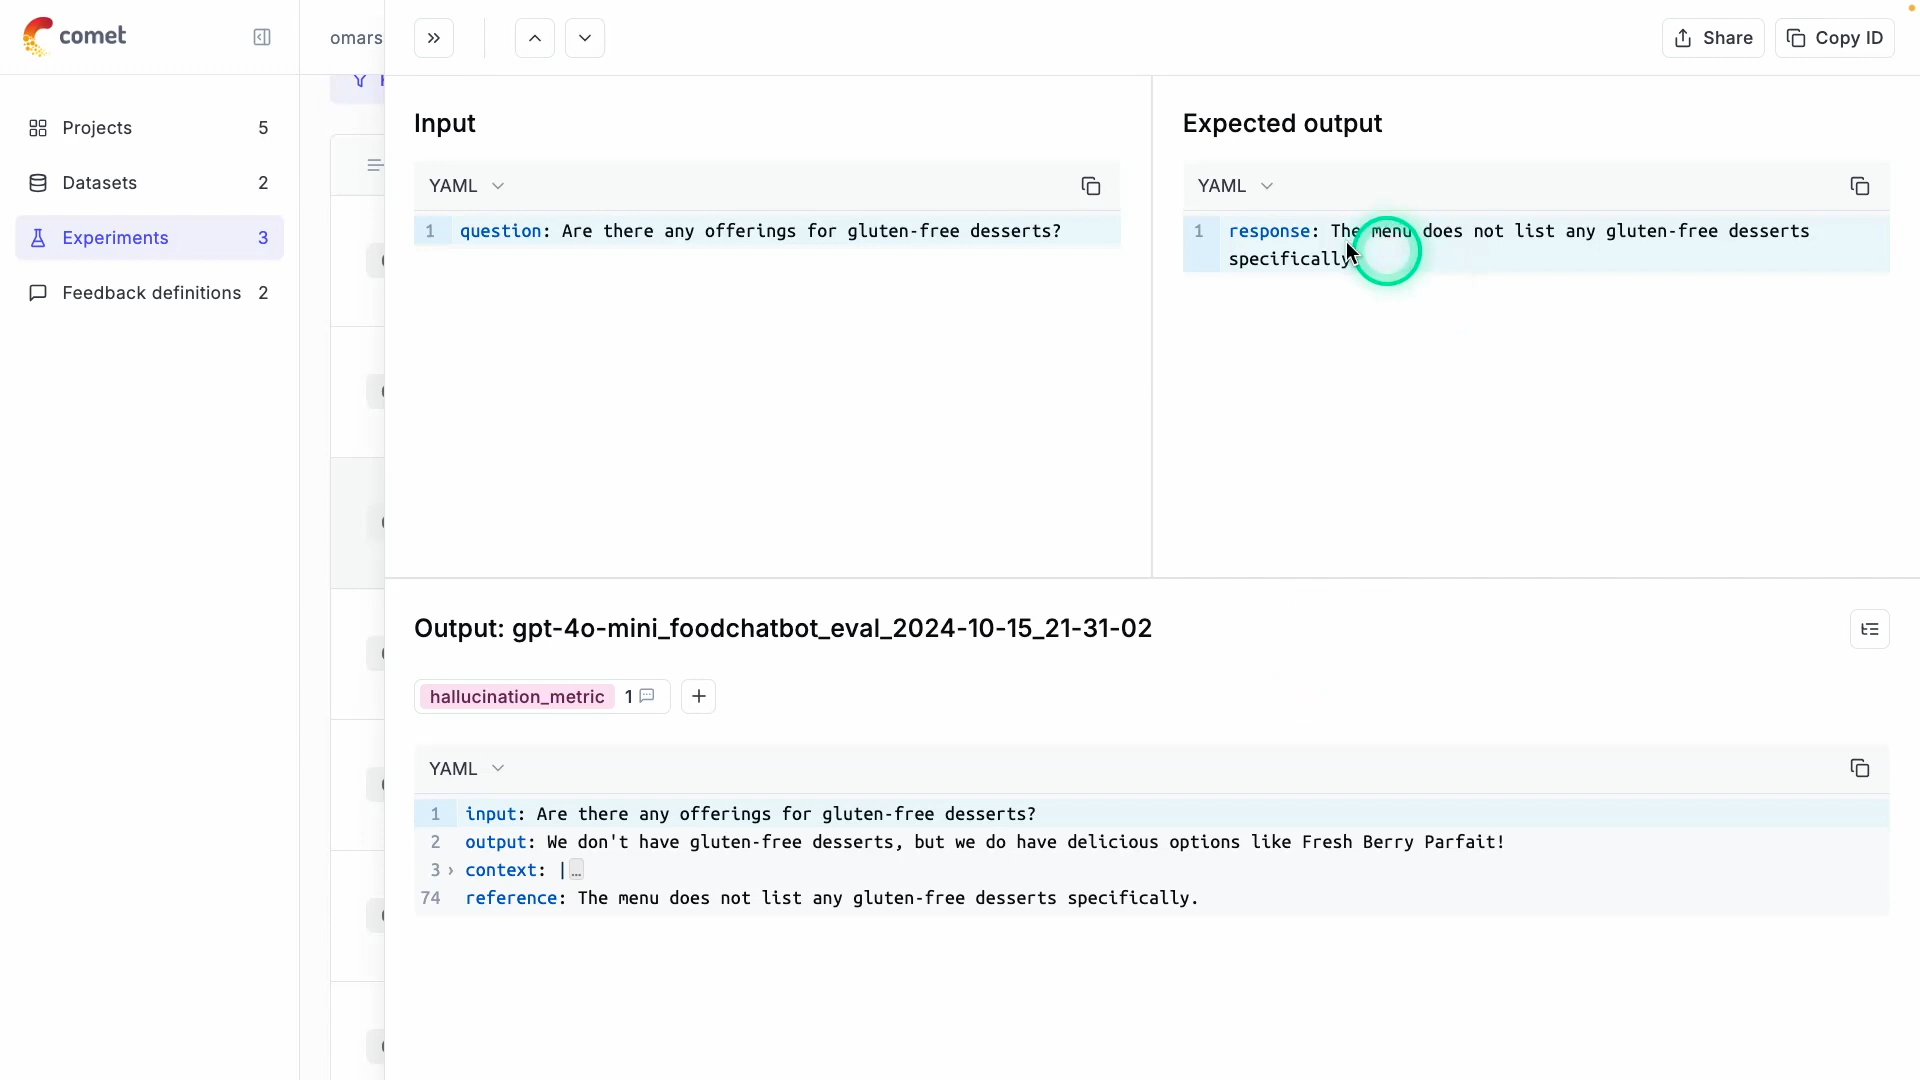 comet
omars
Share
Copy ID
Projects 5
Datasets 2
Experiments 3
Feedback definitions 2
Input
YAML
1 question: Are there any offerings for gluten-free desserts?
Expected output
YAML
1 response: The menu does not list any gluten-free desserts
specifically
Output: gpt-4o-mini_foodchatbot_eval_2024-10-15_21-31-02
hallucination_metric 1
YAML
1 input: Are there any offerings for gluten-free desserts?
2 output: We don't have gluten-free desserts, but we do have delicious options like Fresh Berry Parfait!
3 context: |…
74 reference: The menu does not list any gluten-free desserts specifically.